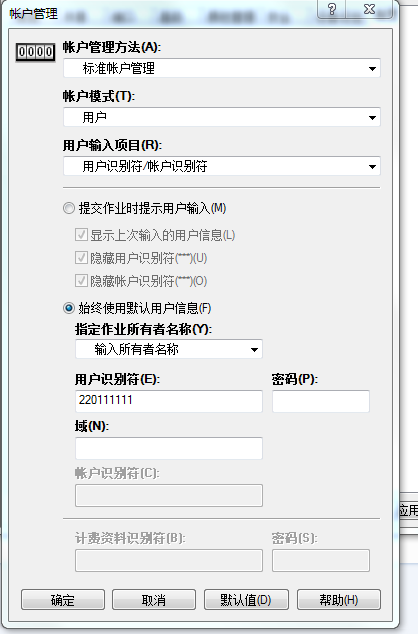 帐户管理
0000
帐户管理方法(A):
标准帐户管理
帐户模式(T):
用户
用户输入项目(R):
用户识别符/帐户识别符
提交作业时提示用户输入(M)
显示上次输入的用户信息(L)
隐藏用户识别符(***)(U)
隐藏帐户识别符(***)(O)
始终使用默认用户信息(F)
指定作业所有者名称(Y):
输入所有者名称
用户识别符(E): 密码(P):
220111111
域(N):
帐户识别符(C):
应用
计费资料识别符(B): 密码(S):
确定 取消 默认值(D) 帮助(H)